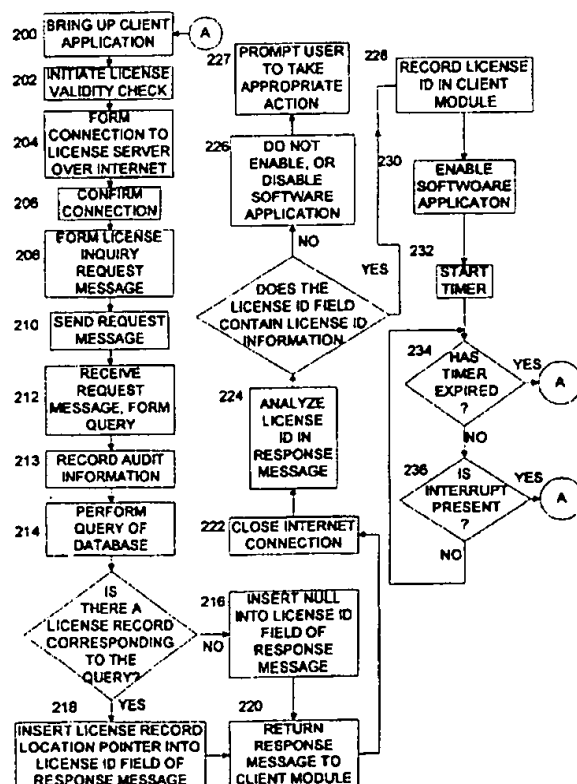 200
BRING UP CLIENT
APPLICATION
A
202
INITIATE LICENSE
VALIDITY CHECK
204
FORM
CONNECTION TO
LICENSE SERVER
OVER INTERNET
206
CONFIRM
CONNECTION
208
FORM LICENSE
INQUIRY
REQUEST
MESSAGE
210
SEND REQUEST
MESSAGE
212
RECEIVE
REQUEST
MESSAGE, FORM
QUERY
213
RECORD AUDIT
INFORMATION
214
PERFORM
QUERY OF
DATABASE
IS
THERE A
LICENSE RECORD
CORRESPONDING
TO THE
QUERY?
NO
YES
216
INSERT NULL
INTO LICENSE ID
FIELD OF
RESPONSE
MESSAGE
218
INSERT LICENSE RECORD
LOCATION POINTER INTO
LICENSE ID FIELD OF
RESPONSE MESSAGE
220
RETURN
RESPONSE
MESSAGE TO
CLIENT MODULE
222
CLOSE INTERNET
CONNECTION
224
ANALYZE
LICENSE
ID IN
RESPONSE
MESSAGE
DOES THE
LICENSE ID FIELD
CONTAIN LICENSE ID
INFORMATION
NO
YES
226
DO NOT
ENABLE, OR
DISABLE
SOFTWARE
APPLICATION
227
PROMPT USER
TO TAKE
APPROPRIATE
ACTION
228
RECORD LICENSE
ID IN CLIENT
MODULE
230
ENABLE
SOFTWOARE
APPLICATON
232
START
TIMER
234
HAS
TIMER
EXPIRED
?
YES
A
NO
236
IS
INTERRUPT
PRESENT
?
YES
A
NO